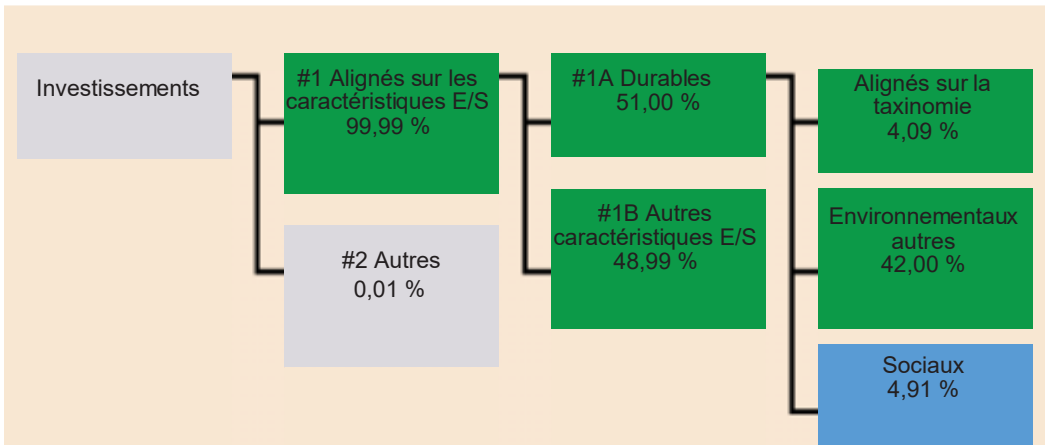 Investissements
#1 Alignés sur les
caractéristiques E/S
99,99 %
#2 Autres
0,01 %
#1A Durables
51,00 %
#1B Autres
caractéristiques E/S
48,99 %
Alignés sur la
taxinomie
4,09 %
Environnementaux
autres
42,00 %
Sociaux
4,91 %